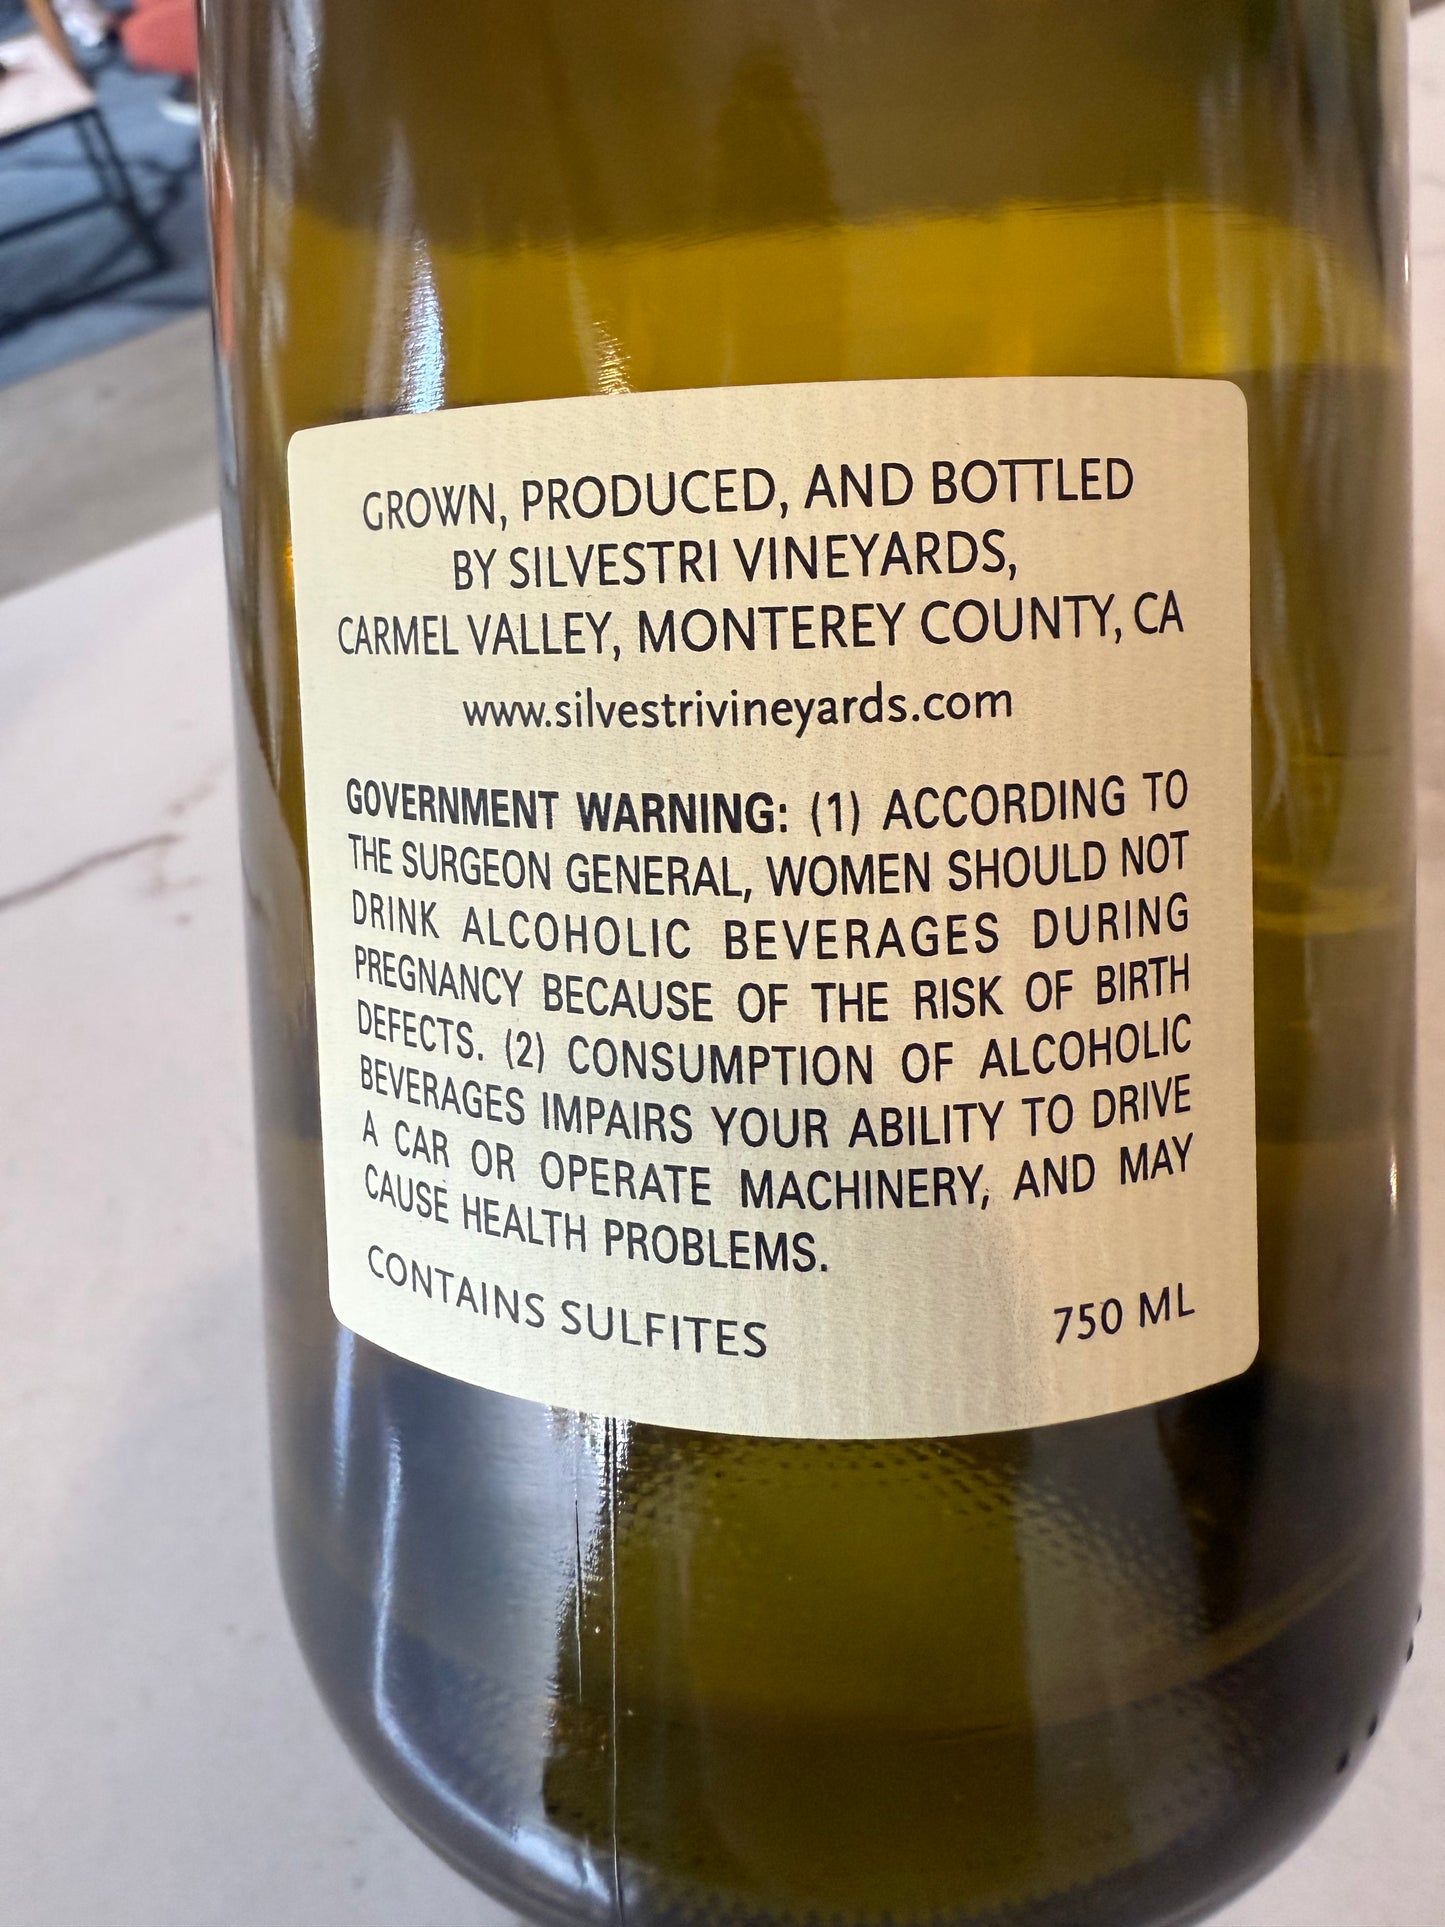 GROWN, PRODUCED, AND BOTTLED
BY SILVESTRI VINEYARDS,
CARMEL VALLEY, MONTEREY COUNTY, CA
www.silvestrivineyards.com
GOVERNMENT WARNING: (1) ACCORDING TO
THE SURGEON GENERAL, WOMEN SHOULD NOT
DRINK ALCOHOLIC BEVERAGES DURING
PREGNANCY BECAUSE OF THE RISK OF BIRTH
DEFECTS. (2) CONSUMPTION OF ALCOHOLIC
BEVERAGES IMPAIRS YOUR ABILITY TO DRIVE
A CAR OR OPERATE MACHINERY, AND MAY
CAUSE HEALTH PROBLEMS.
CONTAINS SULFITES 750 ML